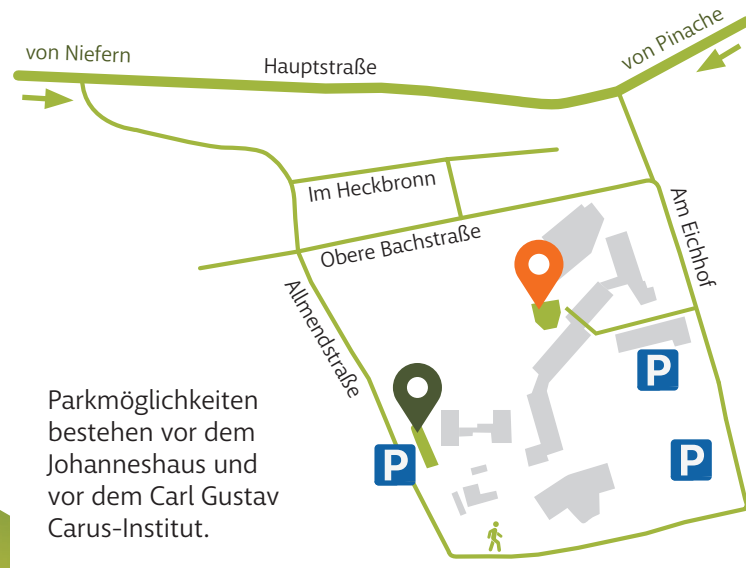 von Niefern
Hauptstraße
von Pinache
Im Heckbronn
Obere Bachstraße
Am Eichhof
Allmendstraße
P
P
P
Parkmöglichkeiten
bestehen vor dem
Johanneshaus und
vor dem Carl Gustav
Carus-Institut.